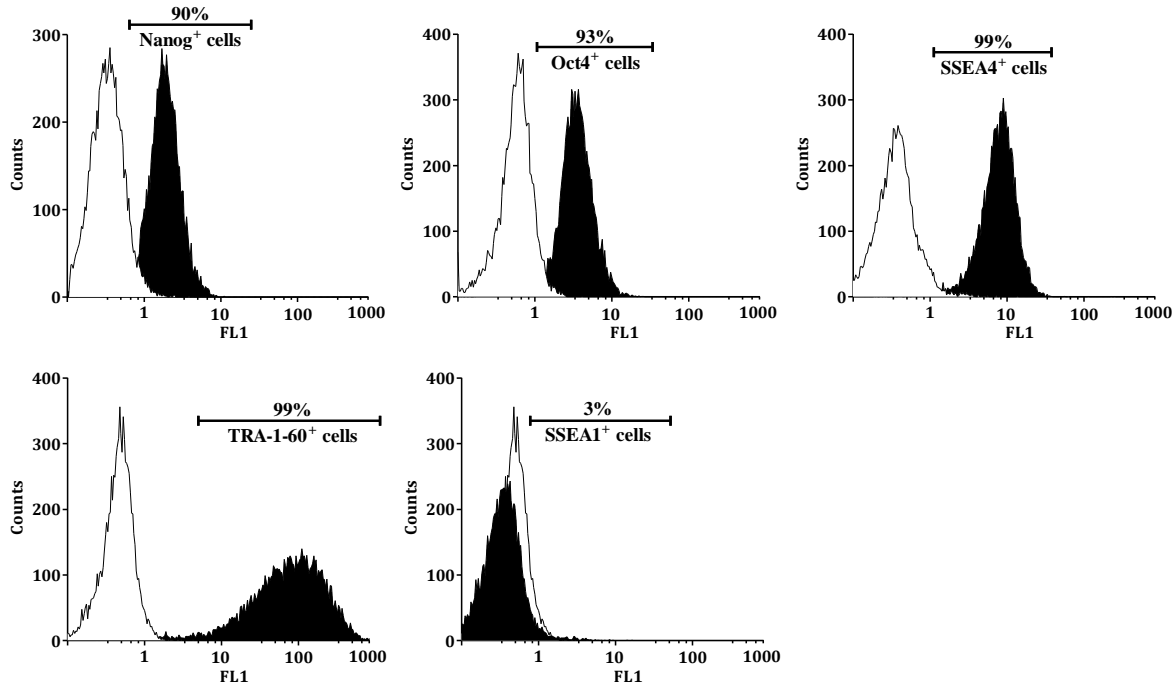 90%
Nanog⁺ cells
300
200
100
0
Counts
1 10 100 1000
FL1
93%
Oct4⁺ cells
400
300
200
100
0
Counts
1 10 100 1000
FL1
99%
SSEA4⁺ cells
400
300
200
100
0
Counts
1 10 100 1000
FL1
99%
TRA-1-60⁺ cells
400
300
200
100
0
Counts
1 10 100 1000
FL1
3%
SSEA1⁺ cells
400
300
200
100
0
Counts
1 10 100 1000
FL1